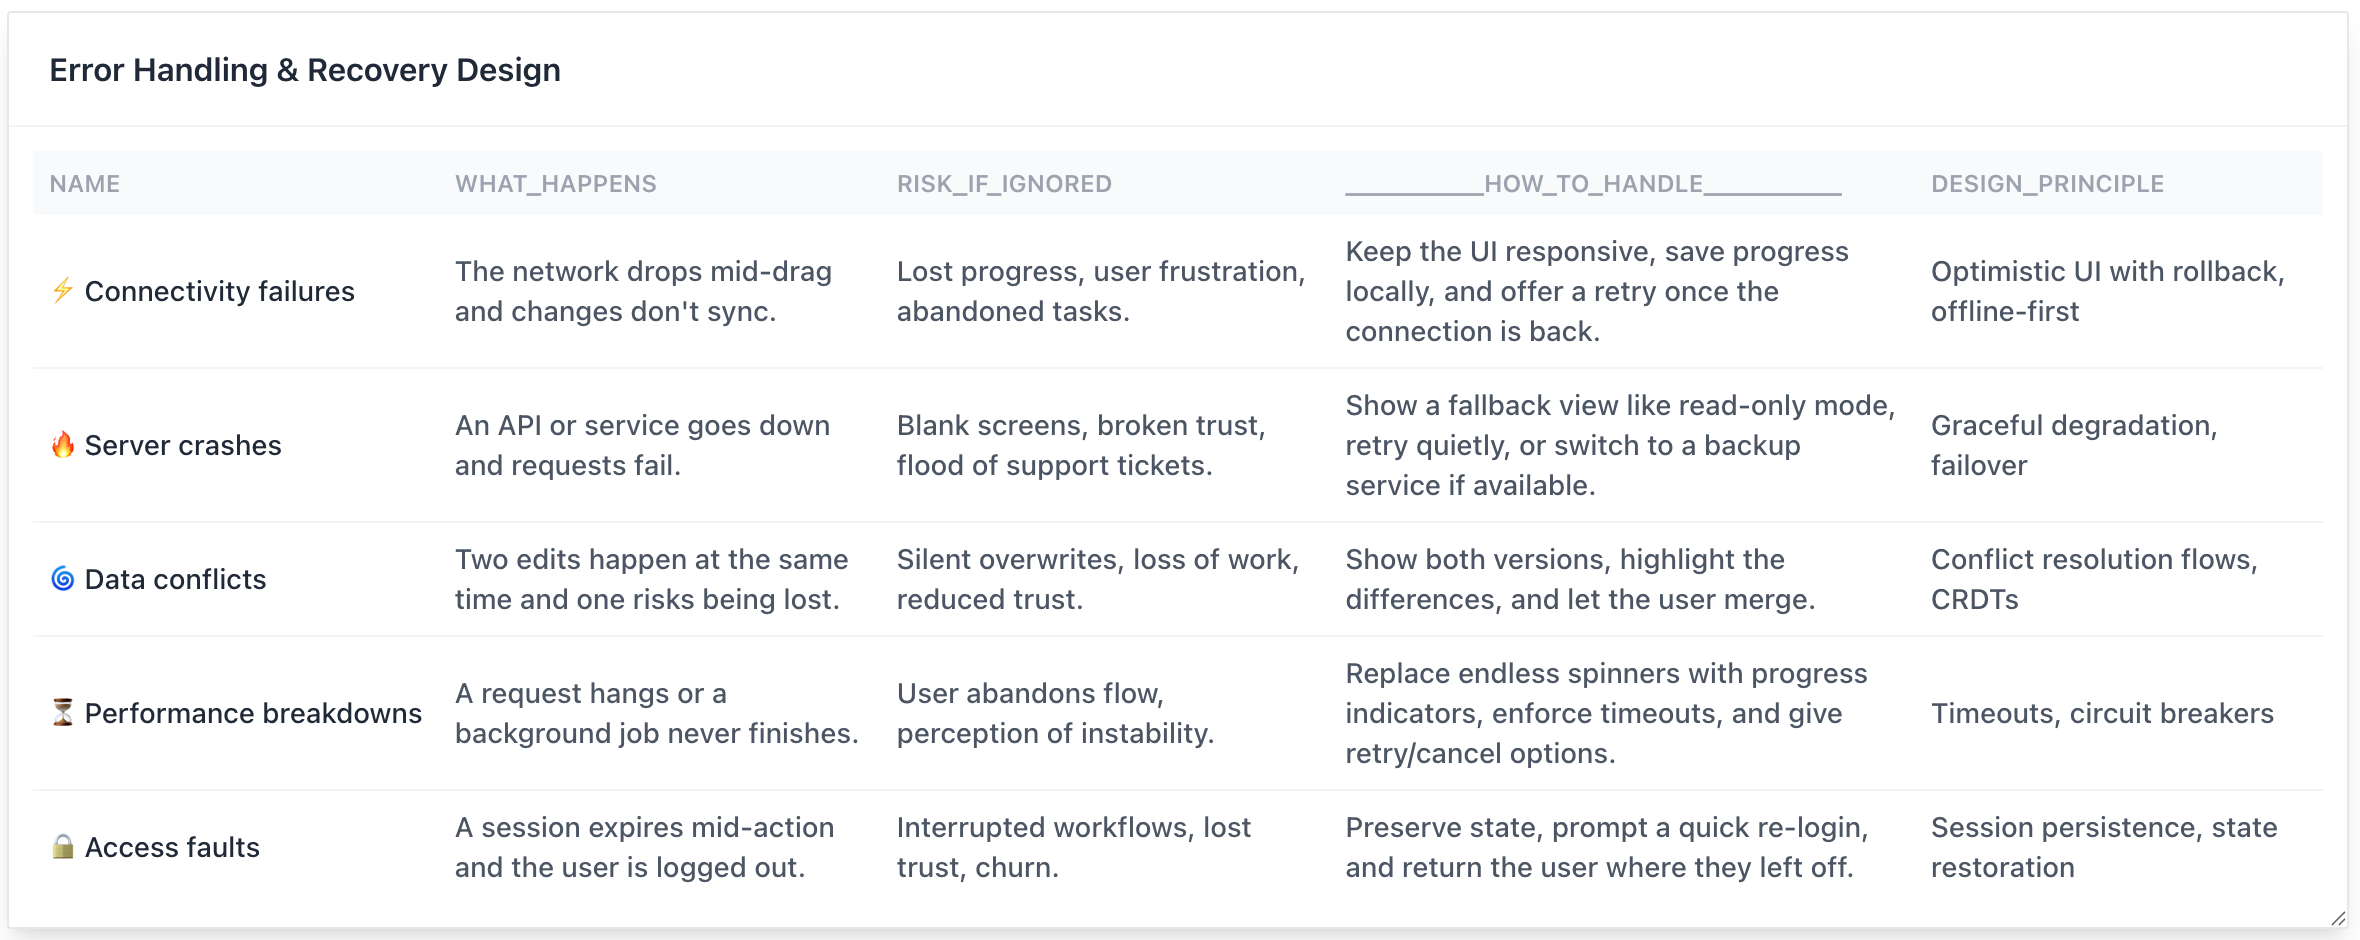 Error Handling & Recovery Design
NAME WHAT_HAPPENS RISK_IF_IGNORED __________HOW_TO_HANDLE__________ DESIGN_PRINCIPLE
⚡ Connectivity failures
The network drops mid-drag
and changes don't sync.
Lost progress, user frustration,
abandoned tasks.
Keep the UI responsive, save progress
locally, and offer a retry once the
connection is back.
Optimistic UI with rollback,
offline-first
🔥 Server crashes
An API or service goes down
and requests fail.
Blank screens, broken trust,
flood of support tickets.
Show a fallback view like read-only mode,
retry quietly, or switch to a backup
service if available.
Graceful degradation,
failover
🌀 Data conflicts
Two edits happen at the same
time and one risks being lost.
Silent overwrites, loss of work,
reduced trust.
Show both versions, highlight the
differences, and let the user merge.
Conflict resolution flows,
CRDTs
⏳ Performance breakdowns
A request hangs or a
background job never finishes.
User abandons flow,
perception of instability.
Replace endless spinners with progress
indicators, enforce timeouts, and give
retry/cancel options.
Timeouts, circuit breakers
🔒 Access faults
A session expires mid-action
and the user is logged out.
Interrupted workflows, lost
trust, churn.
Preserve state, prompt a quick re-login,
and return the user where they left off.
Session persistence, state
restoration